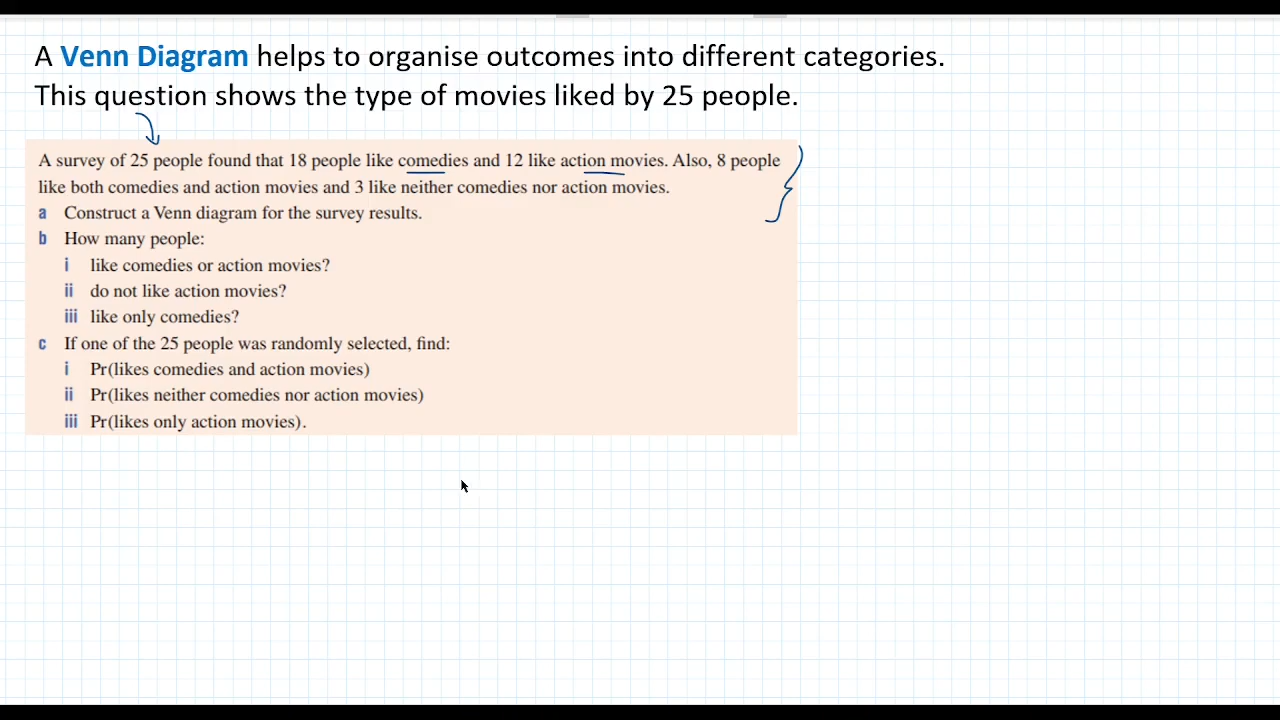 A Venn Diagram helps to organise outcomes into different categories.
This question shows the type of movies liked by 25 people.
A survey of 25 people found that 18 people like comedies and 12 like action movies. Also, 8 people
like both comedies and action movies and 3 like neither comedies nor action movies.
a Construct a Venn diagram for the survey results.
b How many people:
i like comedies or action movies?
ii do not like action movies?
iii like only comedies?
c If one of the 25 people was randomly selected, find:
i Pr(likes comedies and action movies)
ii Pr(likes neither comedies nor action movies)
iii Pr(likes only action movies).